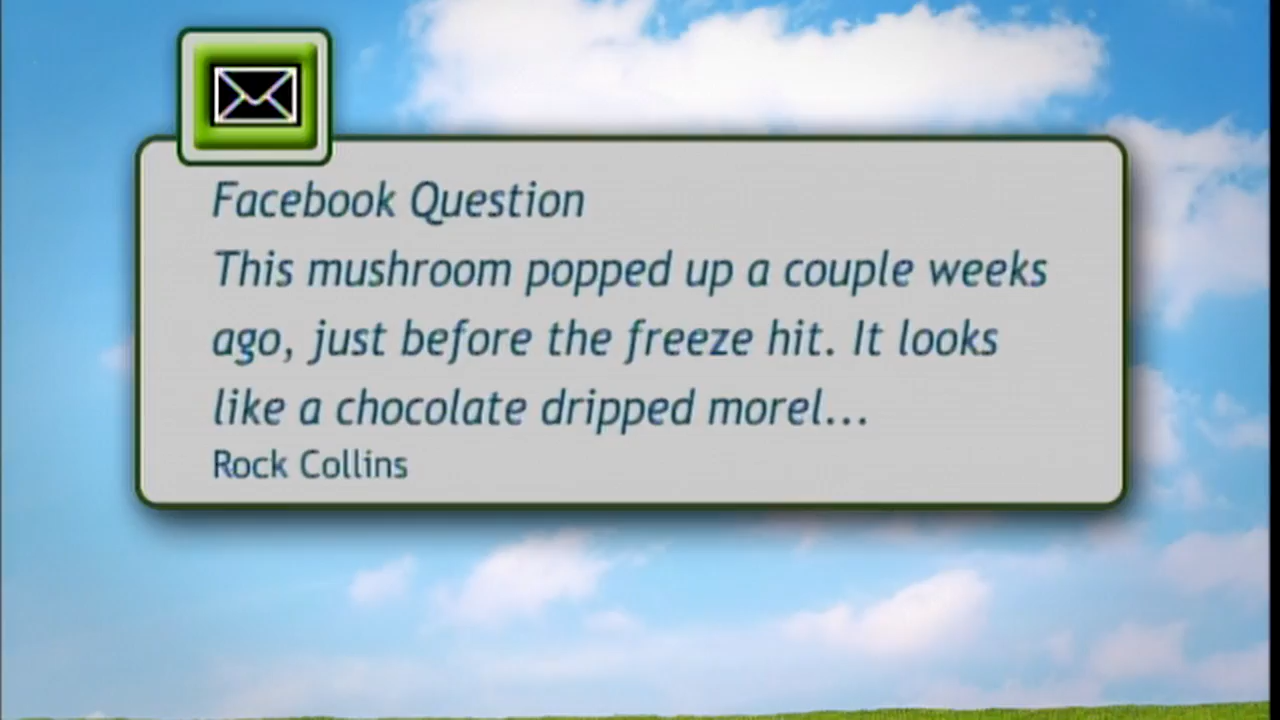 Facebook Question
This mushroom popped up a couple weeks
ago, just before the freeze hit. It looks
like a chocolate dripped morel...
Rock Collins